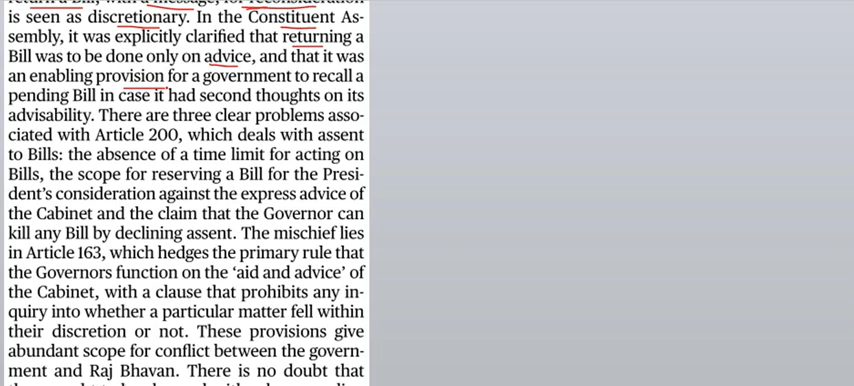 return a Bill, with a message, for reconsideration
is seen as discretionary. In the Constituent As-
sembly, it was explicitly clarified that returning a
Bill was to be done only on advice, and that it was
an enabling provision for a government to recall a
pending Bill in case it had second thoughts on its
advisability. There are three clear problems asso-
ciated with Article 200, which deals with assent
to Bills: the absence of a time limit for acting on
Bills, the scope for reserving a Bill for the Presi-
dent’s consideration against the express advice of
the Cabinet and the claim that the Governor can
kill any Bill by declining assent. The mischief lies
in Article 163, which hedges the primary rule that
the Governors function on the ‘aid and advice’ of
the Cabinet, with a clause that prohibits any in-
quiry into whether a particular matter fell within
their discretion or not. These provisions give
abundant scope for conflict between the govern-
ment and Raj Bhavan. There is no doubt that